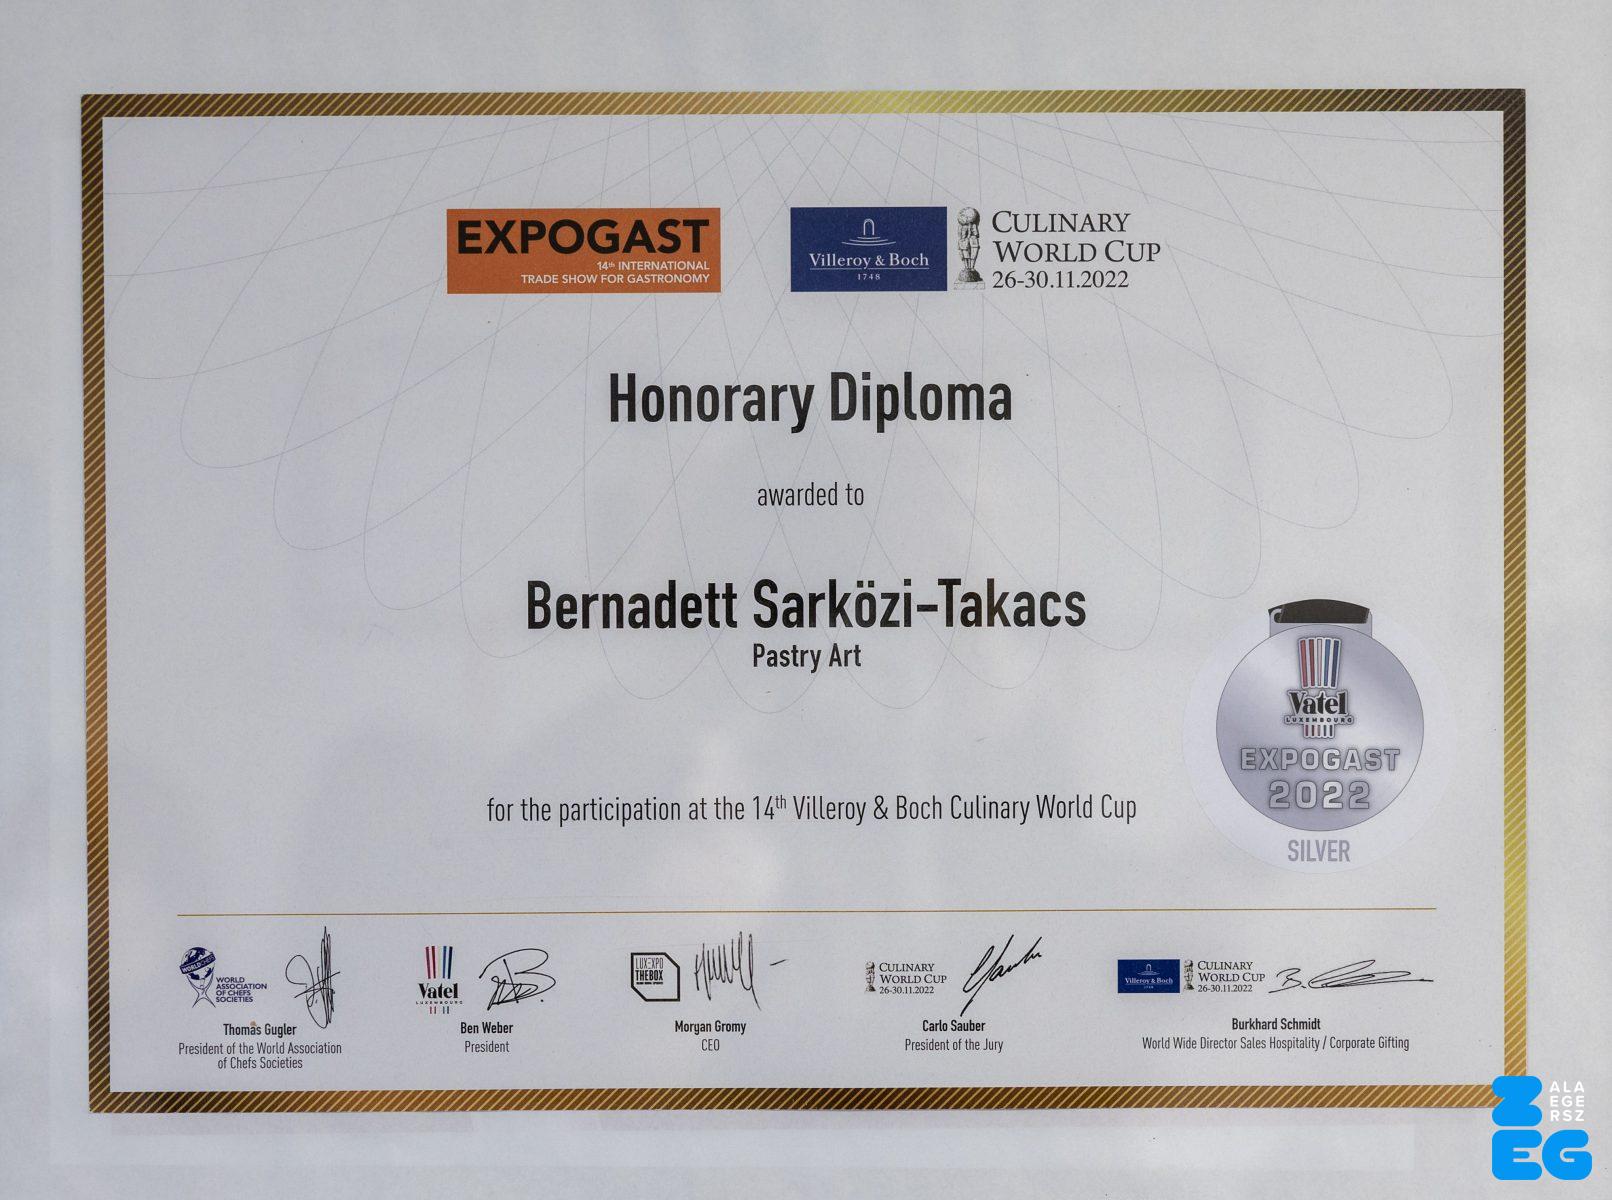 EXPOGAST
14th INTERNATIONAL
TRADE SHOW FOR GASTRONOMY
Villeroy & Boch
1748
CULINARY
WORLD CUP
26-30.11.2022
Honorary Diploma
awarded to
Bernadett Sarközi-Takacs
Pastry Art
for the participation at the 14th Villeroy & Boch Culinary World Cup
Vatel
LUXEMBOURG
EXPOGAST
2022
SILVER
WORLDCHEFS
WORLD
ASSOCIATION
OF CHEFS
SOCIETIES
Thomas Gugler
President of the World Association
of Chefs Societies
Vatel
LUXEMBOURG
Ben Weber
President
LUXEXPO
THEBOX
Morgan Gromy
CEO
CULINARY
WORLD CUP
26-30.11.2022
Carlo Sauber
President of the Jury
Villeroy & Boch
1748
CULINARY
WORLD CUP
26-30.11.2022
Burkhard Schmidt
World Wide Director Sales Hospitality / Corporate Gifting
Z ALA
EGE
RSZ
EG